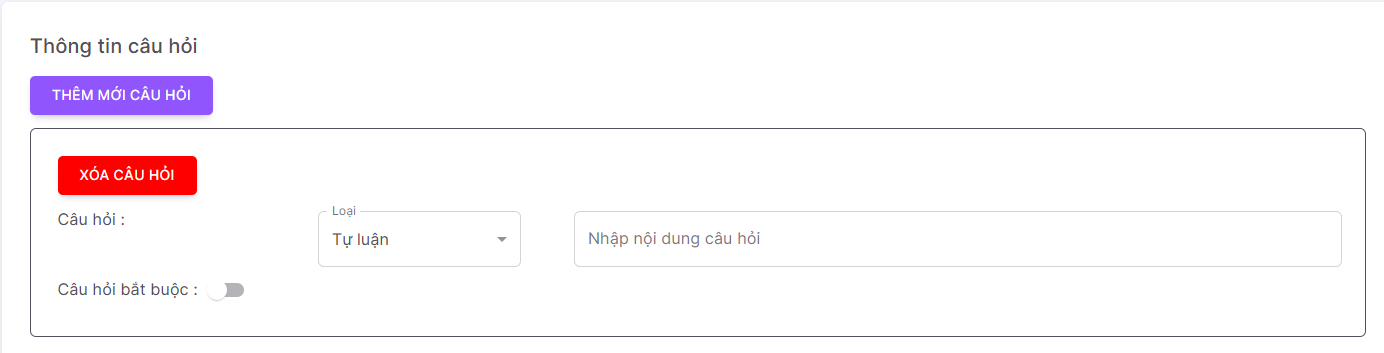 Thông tin câu hỏi
THÊM MỚI CÂU HỎI
XÓA CÂU HỎI
Câu hỏi :
Loại
Tự luận
Nhập nội dung câu hỏi
Câu hỏi bắt buộc :